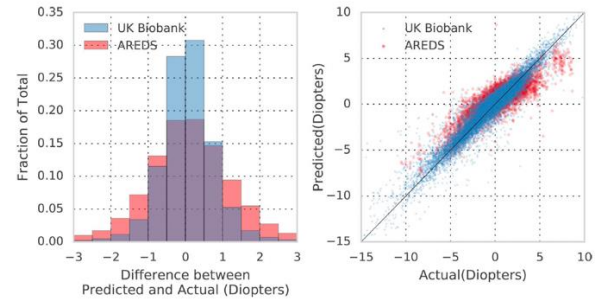 0.35
0.30
0.25
0.20
0.15
0.10
0.05
0.00
Fraction of Total
UK Biobank
AREDS
−3 −2 −1 0 1 2 3
Difference between
Predicted and Actual (Diopters)
10
5
0
−5
−10
−15
Predicted(Diopters)
UK Biobank
AREDS
−15 −10 −5 0 5 10
Actual(Diopters)